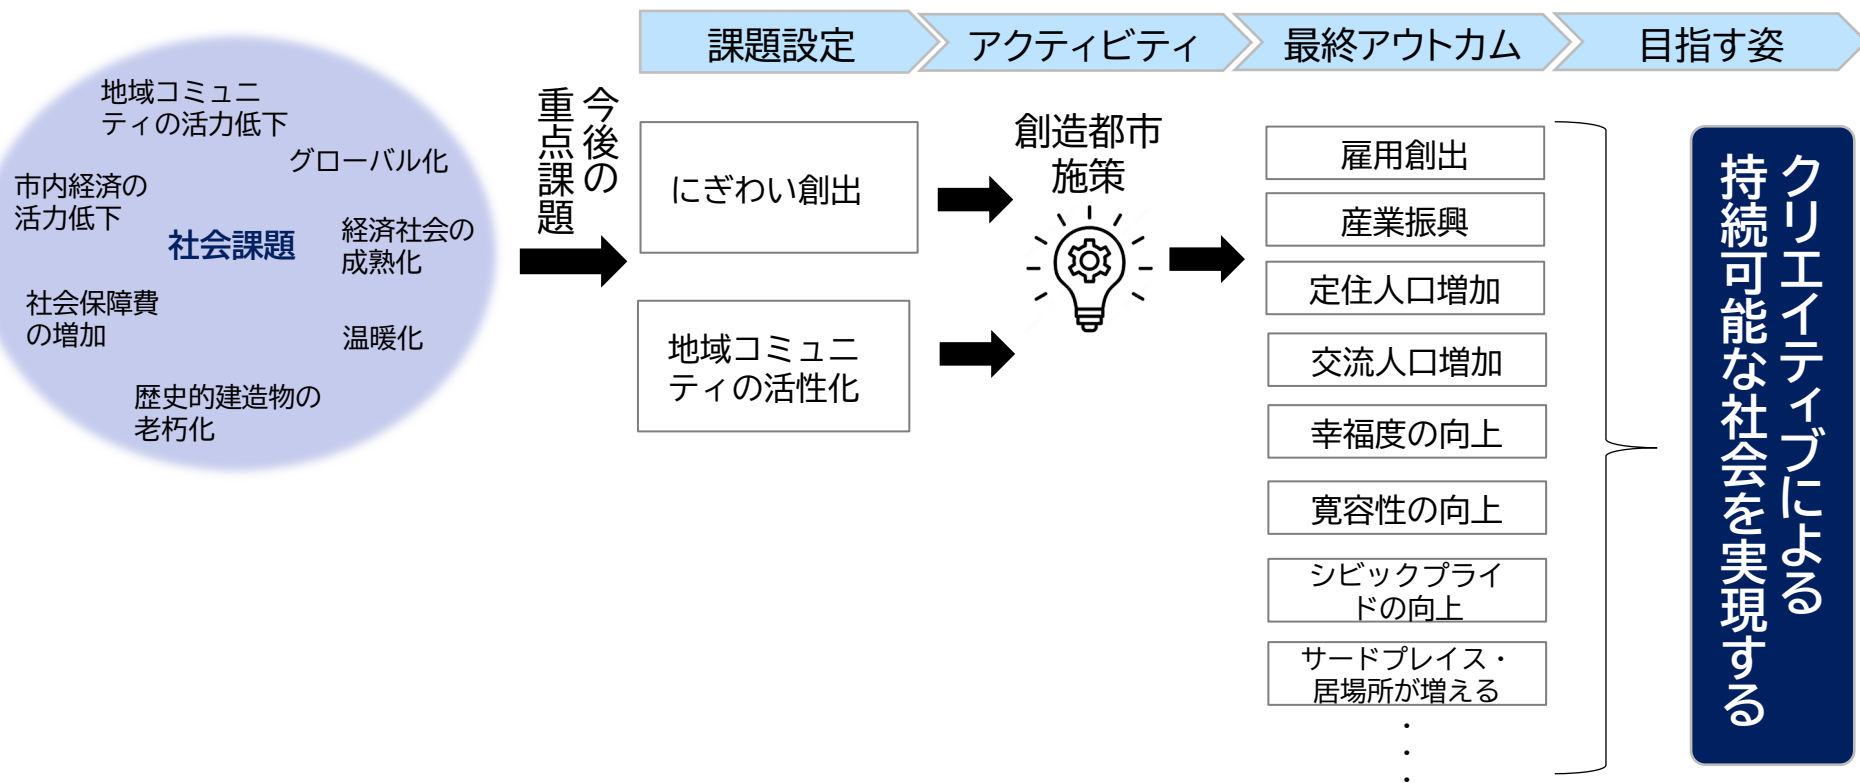 課題設定
アクティビティ
最終アウトカム
目指す姿
地域コミュニ
ティの活力低下
グローバル化
市内経済の
活力低下
社会課題
経済社会の
成熟化
社会保障費
の増加
温暖化
歴史的建造物の
老朽化
今後の
重点課題
にぎわい創出
地域コミュニ
ティの活性化
創造都市
施策
雇用創出
産業振興
定住人口増加
交流人口増加
幸福度の向上
寛容性の向上
シビックプライ
ドの向上
サードプレイス・
居場所が増える
・
・
・
クリエイティブによる
持続可能な社会を実現する